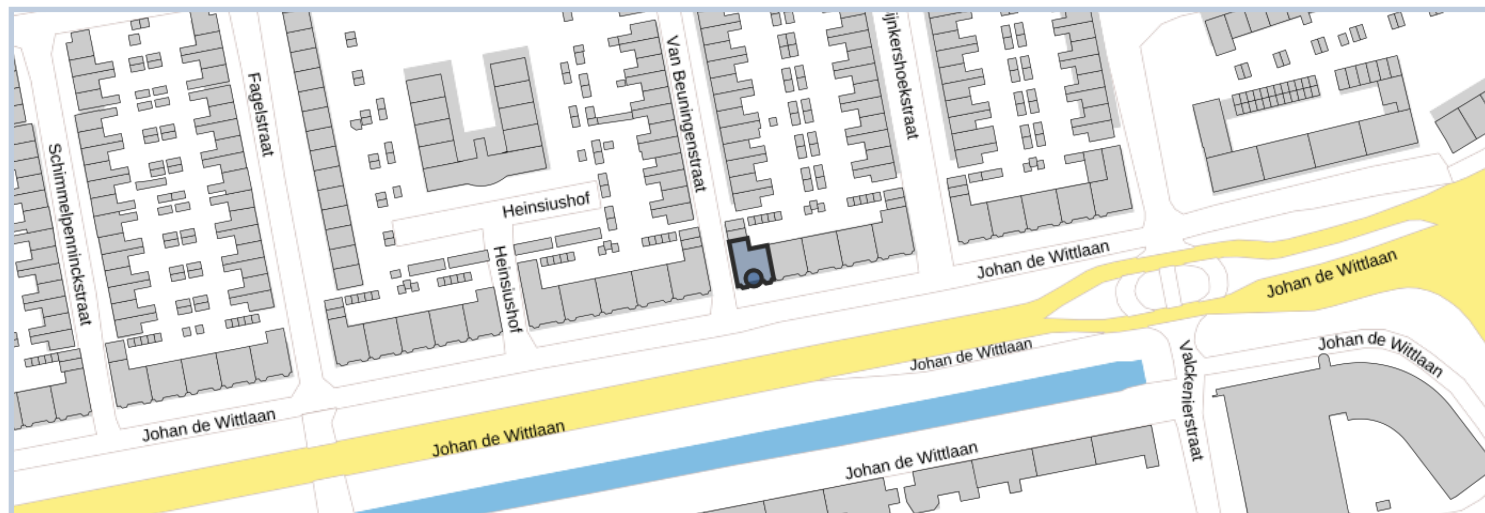 Schimmelpenninckstraat
Fagelstraat
Heinsiushof
Heinsiushof
Van Beuningenstraat
ijnkershoekstraat
Johan de Wittlaan
Johan de Wittlaan
Johan de Wittlaan
Johan de Wittlaan
Johan de Wittlaan
Johan de Wittlaan
Johan de Wittlaan
Valckenierstraat